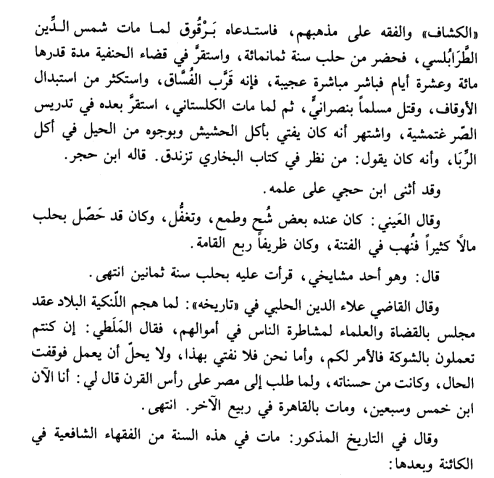 «الكشاف» والفقه على مذهبهم، فاستدعاه بَرْقُوق لما مات شمس الدِّين
الطَّرَابُلسي، فحضر من حلب سنة ثمانمائة، واستقرَّ في قضاء الحنفية مدة قدرها
مائة وعشرة أيام فباشر مباشرة عجيبة، فإنه قَرَّب الفُسَّاق، واستكثر من استبدال
الأوقاف، وقتل مسلماً بنصرانيٍّ، ثم لما مات الكلستاني، استقرَّ بعده في تدريس
الصّر غتمشية، واشتهر أنه كان يفتي بأكل الحشيش وبوجوه من الحيل في أكل
الرِّبَا، وأنه كان يقول: من نظر في كتاب البخاري تزندق. قاله ابن حجر.
وقد أثنى ابن حجي على علمه.
وقال العَيني: كان عنده بعض شُح وطمع، وتغفُّل، وكان قد حَصّل بحلب
مالاً كثيراً فنُهب في الفتنة، وكان ظريفاً ربع القامة.
قال: وهو أحد مشايخي، قرأت عليه بحلب سنة ثمانين انتهى.
وقال القاضي علاء الدين الحلبي في «تاريخه»: لما هجم اللّنكية البلاد عقد
مجلس بالقضاة والعلماء لمشاطرة الناس في أموالهم، فقال المَلَطي: إن كنتم
تعملون بالشوكة فالأمر لكم، وأما نحن فلا نفتي بهذا، ولا يحلّ أن يعمل فوقفت
الحال، وكانت من حسناته، ولما طلب إلى مصر على رأس القرن قال لي: أنا الآن
ابن خمس وسبعين، ومات بالقاهرة في ربيع الآخر. انتهى.
وقال في التاريخ المذكور: مات في هذه السنة من الفقهاء الشافعية في
الكائنة وبعدها: